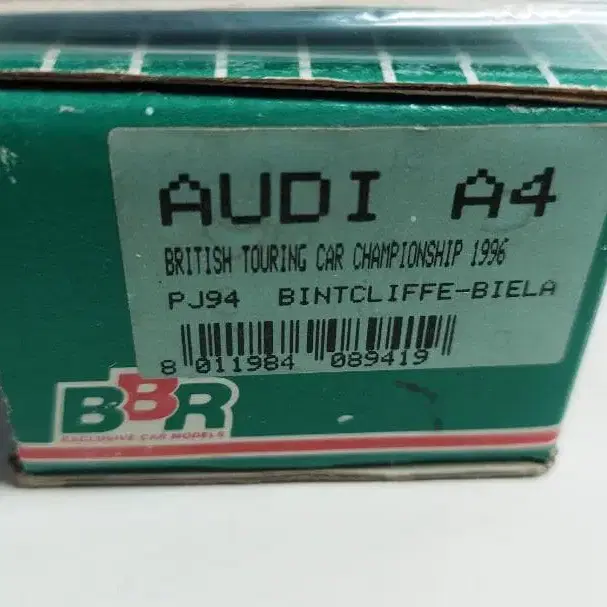 AUDI A4
BRITISH TOURING CAR CHAMPIONSHIP 1996
PJ94 BINTCLIFFE-BIELA
8 011984 089419
BBR
EXCLUSIVE CAR MODELS